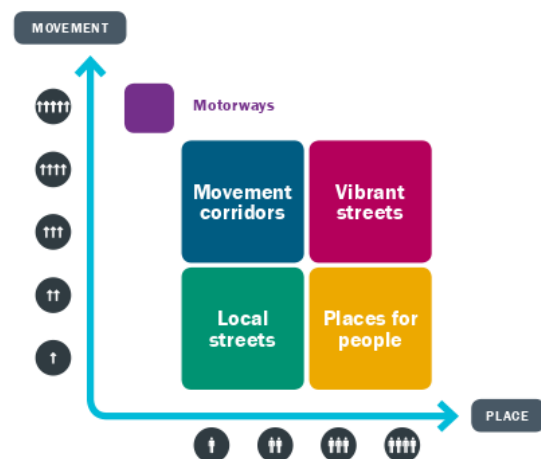 MOVEMENT
Motorways
Movement
corridors
Vibrant
streets
Local
streets
Places for
people
PLACE